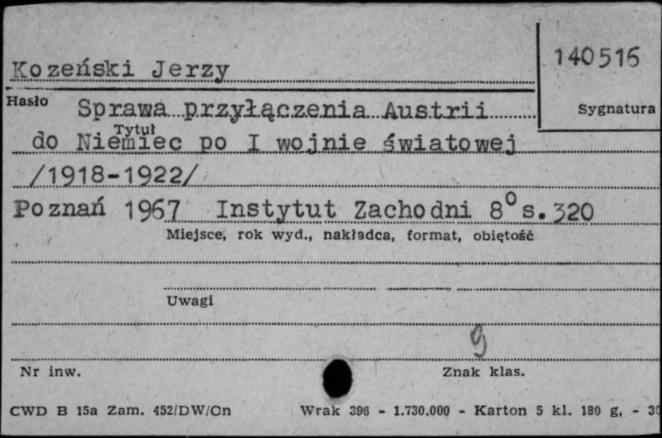 140516
Kozeński Jerzy
Hasło
Sygnatura
Sprawa przyłączenia Austrii
Tytuł
do Niemiec po I wojnie światowej
/1918-1922/
Poznań 1967 Instytut Zachodni 8° s.320
Miejsce, rok wyd., nakładca, format, objętość
Uwagi
g
Nr inw.
Znak klas.
CWD B 15a Zam. 452/DW/Cn Wrak 396 - 1.730.000 - Karton 5 kl. 180 g, -